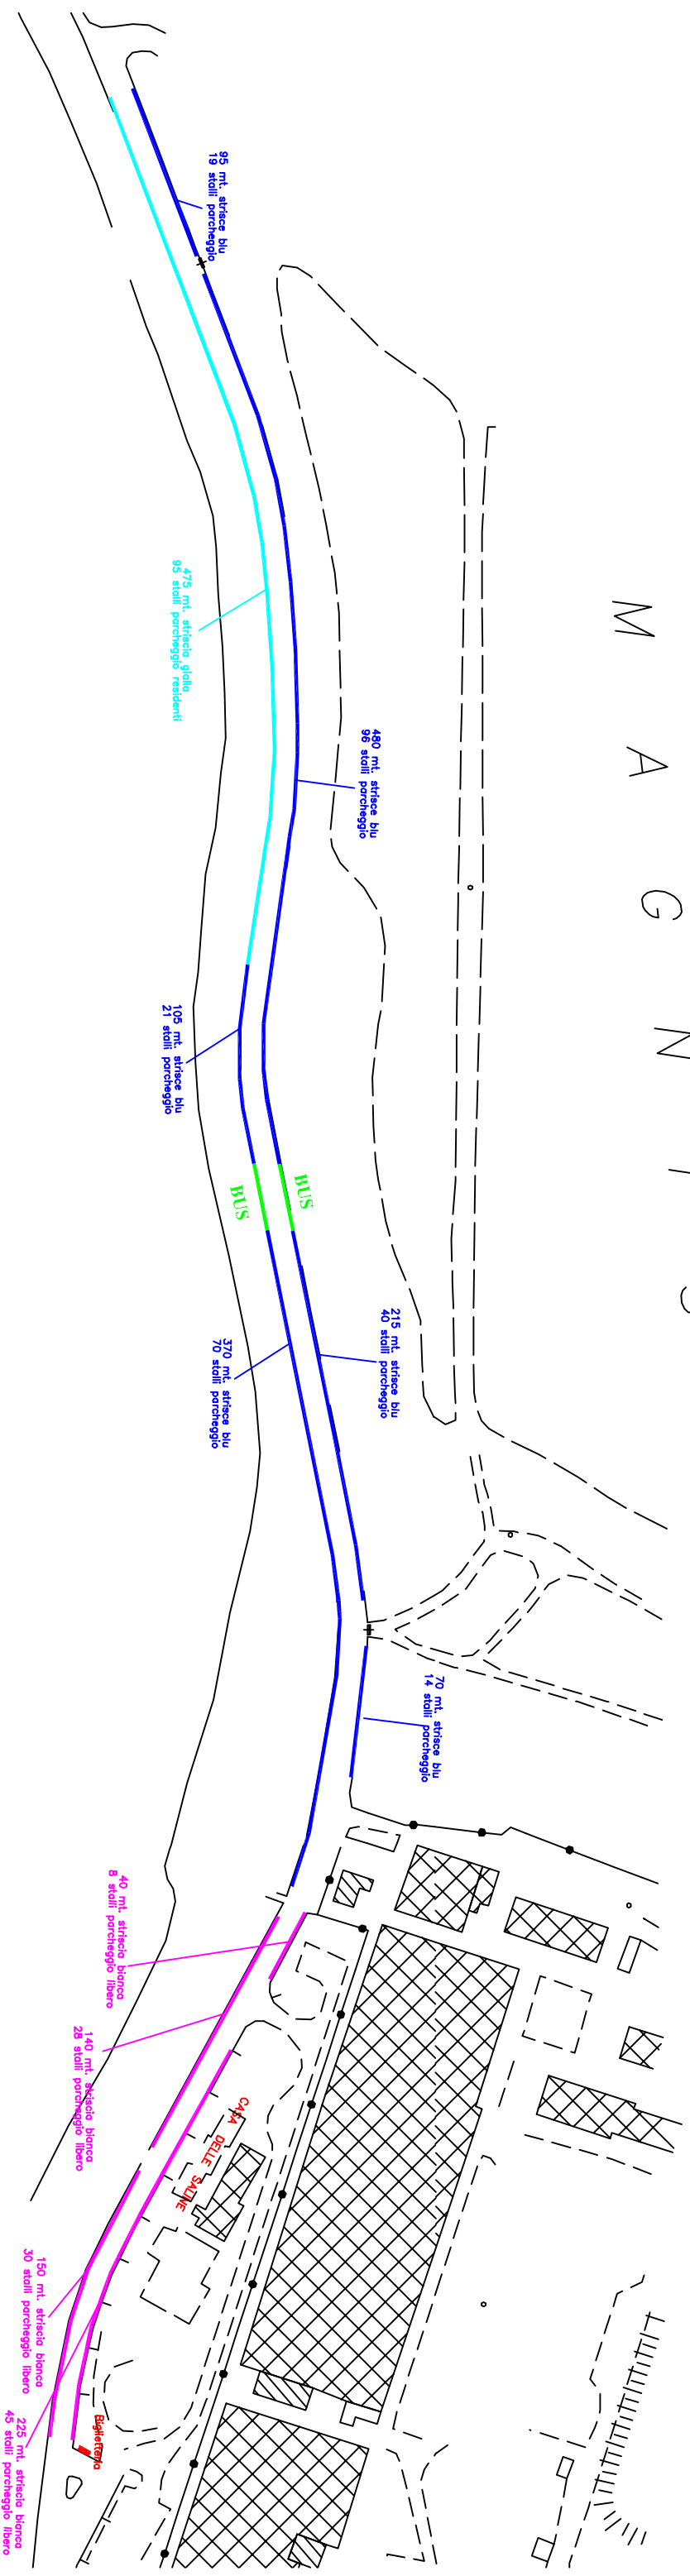 95 mt. strisce blu
19 stalli parcheggio
M A G N I S
475 mt. striscia gialla
95 stalli parcheggio residenti
480 mt. strisce blu
96 stalli parcheggio
105 mt. strisce blu
21 stalli parcheggio
BUS
BUS
215 mt. strisce blu
40 stalli parcheggio
370 mt. strisce blu
70 stalli parcheggio
70 mt. strisce blu
14 stalli parcheggio
40 mt. striscia bianca
8 stalli parcheggio libero
140 mt. striscia bianca
28 stalli parcheggio libero
CASA DELLE SALINE
150 mt. striscia bianca
30 stalli parcheggio libero
225 mt. striscia bianca
45 stalli parcheggio libero
Biglietteria